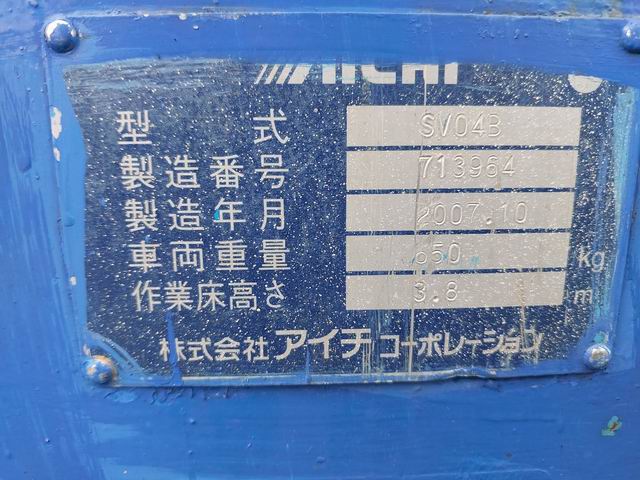 AICHI
型式 SV04B
製造番号 713964
製造年月 2007.10
車両重量 650 kg
作業床高さ 3.8 m
株式会社 アイチ コーポレーション